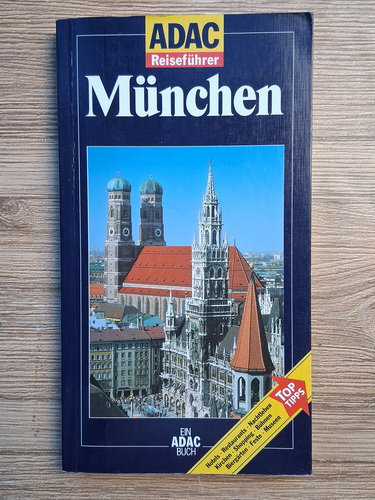 ADAC
Reiseführer
München
TOP
TIPPS
Hotels · Restaurants · Nachtleben
Kirchen · Shopping · Bühnen
Biergärten · Feste · Museen
EIN
ADAC
BUCH